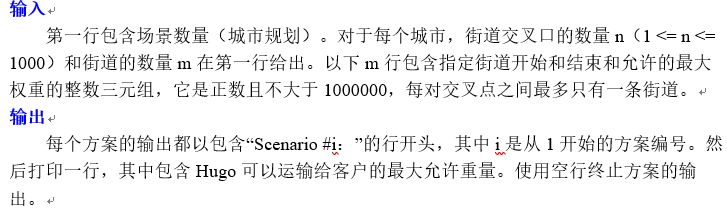 输入
第一行包含场景数量（城市规划）。对于每个城市，街道交叉口的数量 n（1 <= n <=
1000）和街道的数量 m 在第一行给出。以下 m 行包含指定街道开始和结束和允许的最大
权重的整数三元组，它是正数且不大于 1000000，每对交叉点之间最多只有一条街道。
输出
每个方案的输出都以包含“Scenario #i：”的行开头，其中 i 是从 1 开始的方案编号。然
后打印一行，其中包含 Hugo 可以运输给客户的最大允许重量。使用空行终止方案的输
出。